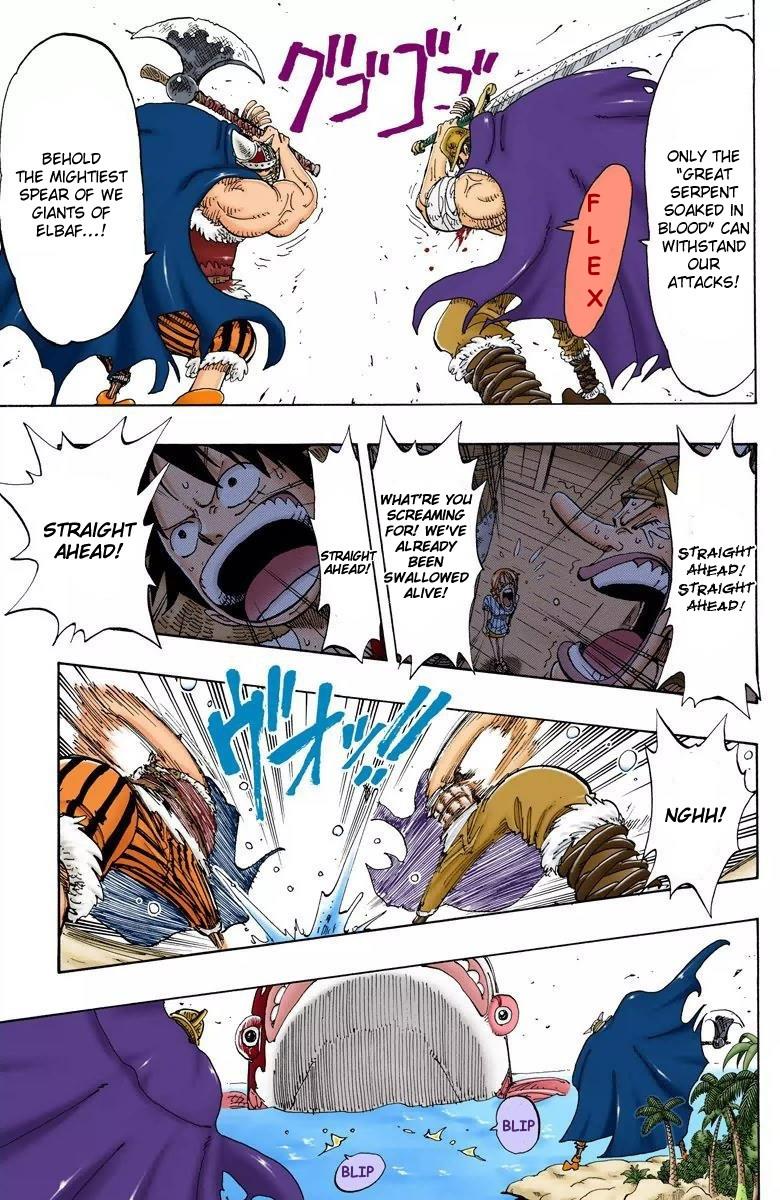 ゴゴゴゴ
ONLY THE
"GREAT
SERPENT
SOAKED IN
BLOOD" CAN
WITHSTAND
OUR
ATTACKS!
FLEX
BEHOLD
THE MIGHTIEST
SPEAR OF WE
GIANTS OF
ELBAF...!
STRAIGHT
AHEAD!
STRAIGHT
AHEAD!
WHAT'RE YOU
SCREAMING
FOR! WE'VE
ALREADY
BEEN
SWALLOWED
ALIVE!
STRAIGHT
AHEAD!
STRAIGHT
AHEAD!
NGHH!
ヴオッ!!
BLIP
BLIP